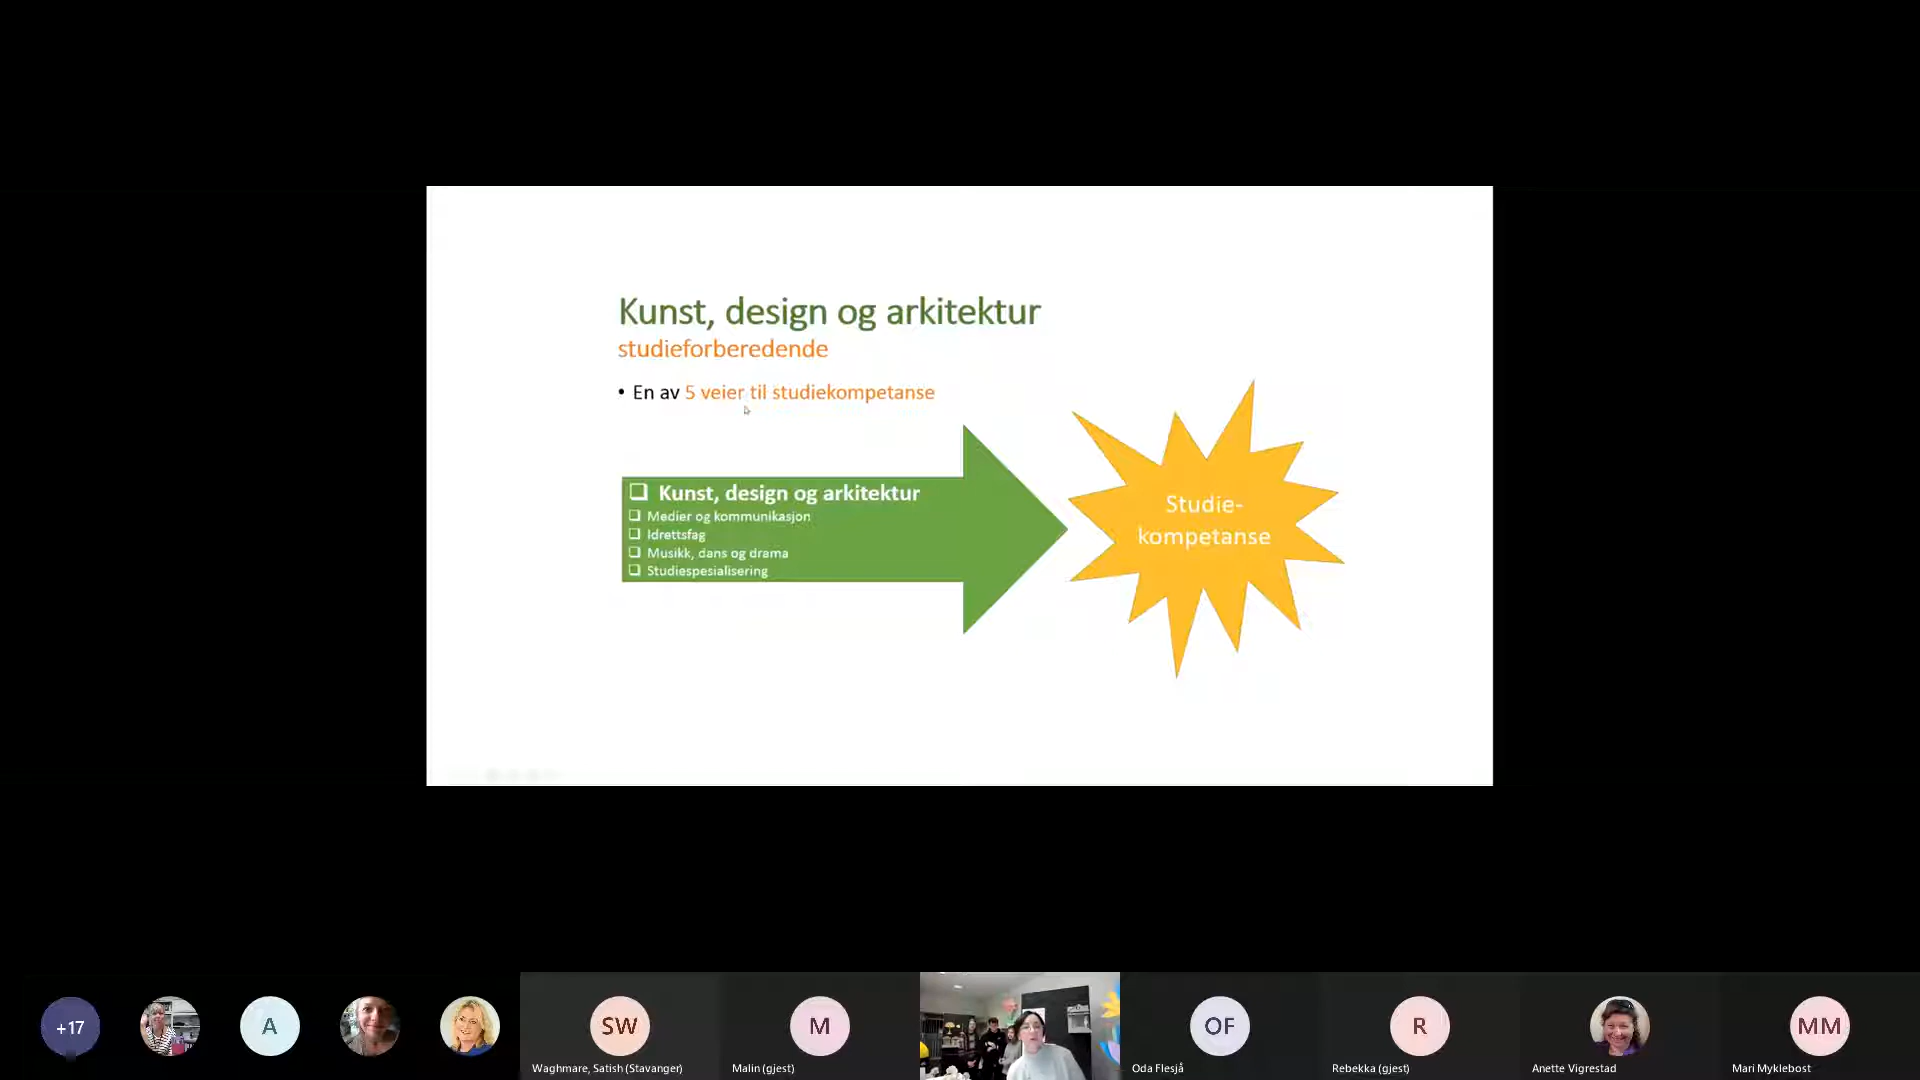 Kunst, design og arkitektur
studieforberedende
• En av 5 veier til studiekompetanse
❑ Kunst, design og arkitektur
❑ Medier og kommunikasjon
❑ Idrettsfag
❑ Musikk, dans og drama
❑ Studiespesialisering
Studie-
kompetanse
+17
A
SW
M
OF
R
MM
Waghmare, Satish (Stavanger)
Malin (gjest)
Oda Flesjå
Rebekka (gjest)
Anette Vigrestad
Mari Myklebost